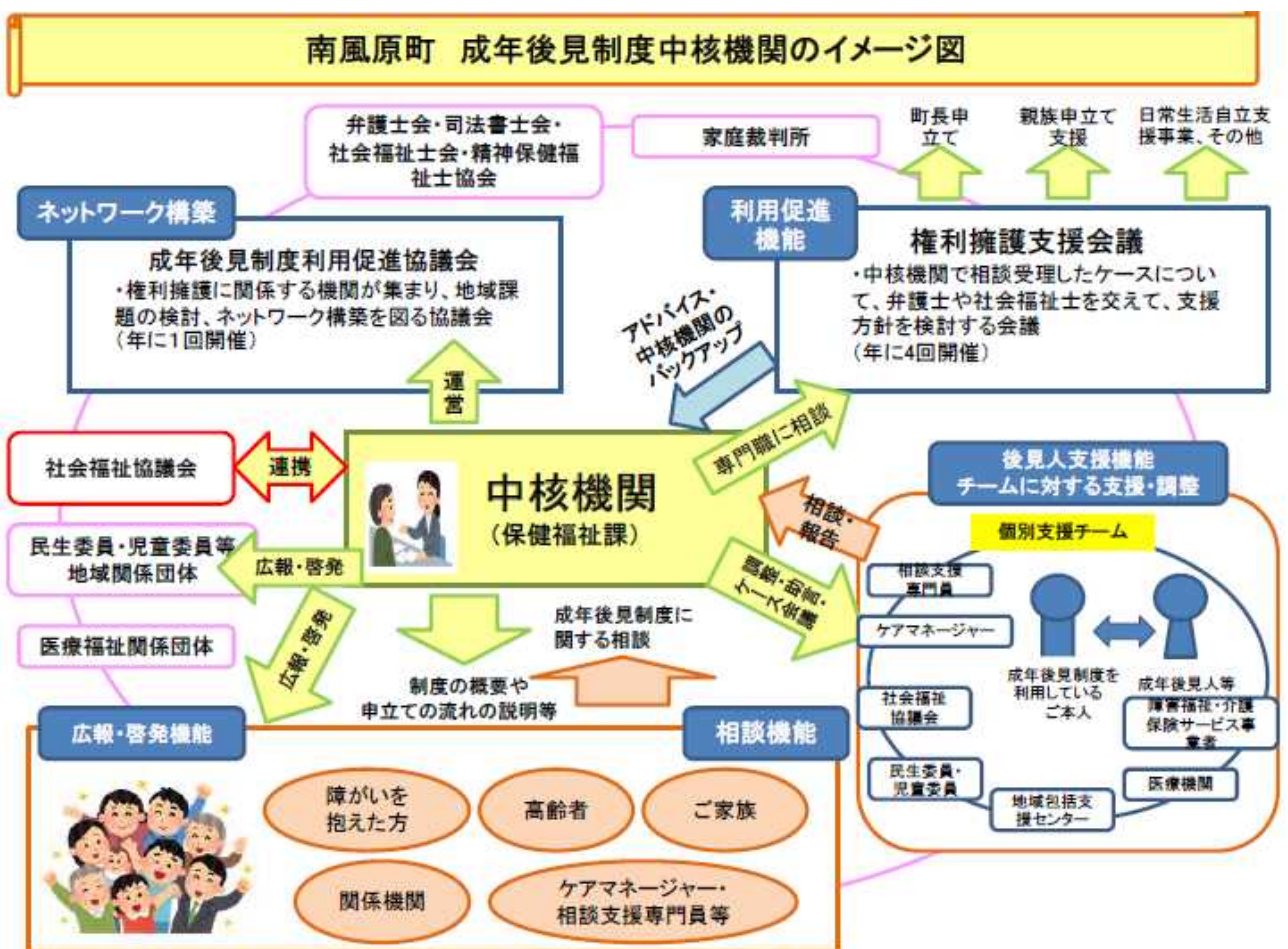 南風原町　成年後見制度中核機関のイメージ図
弁護士会・司法書士会・
社会福祉士会・精神保健福
祉士協会
家庭裁判所
町長申
立て
親族申立て
支援
日常生活自立支
援事業、その他
ネットワーク構築
成年後見制度利用促進協議会
・権利擁護に関係する機関が集まり、地域課
題の検討、ネットワーク構築を図る協議会
(年に1回開催)
利用促進
機能
権利擁護支援会議
・中核機関で相談受理したケースについ
て、弁護士や社会福祉士を交えて、支援
方針を検討する会議
(年に4回開催)
アドバイス・
中核機関の
バックアップ
運
営
専門職に相談
社会福祉協議会
連携
中核機関
(保健福祉課)
相談・
報告
後見人支援機能
チームに対する支援・調整
個別支援チーム
民生委員・児童委員等
地域関係団体
広報・啓発
調整・助言・
ケース会議
相談支援
専門員
ケアマネージャー
医療福祉関係団体
広報・啓発
成年後見制度に
関する相談
制度の概要や
申立ての流れの説明等
成年後見制度を
利用している
ご本人
成年後見人等
社会福祉
協議会
障害福祉・介護
保険サービス事
業者
民生委員・
児童委員
医療機関
地域包括支
援センター
広報・啓発機能
相談機能
障がいを
抱えた方
高齢者
ご家族
関係機関
ケアマネージャー・
相談支援専門員等